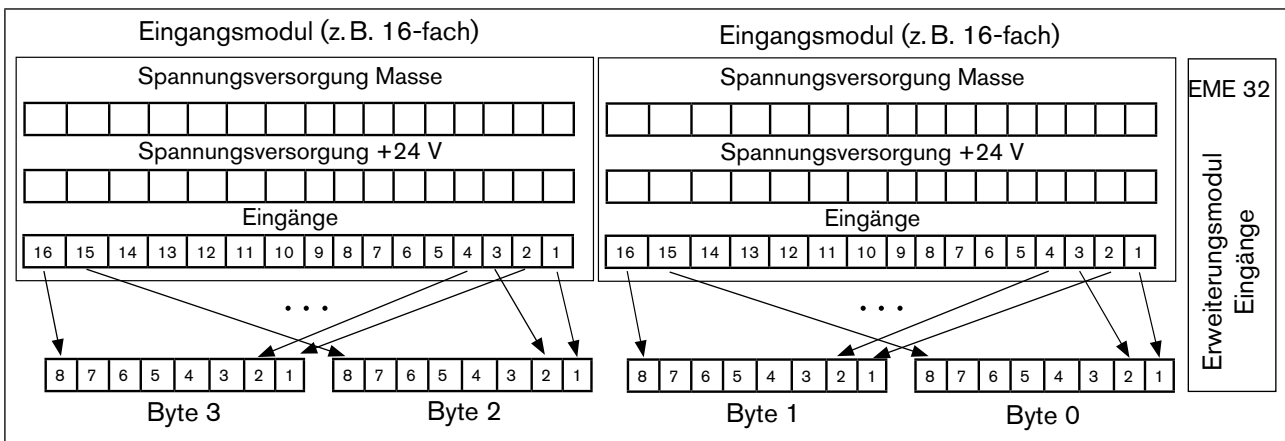 Eingangsmodul (z. B. 16-fach)
Spannungsversorgung Masse
Spannungsversorgung +24 V
Eingänge
16 15 14 13 12 11 10 9 8 7 6 5 4 3 2 1
. . .
8 7 6 5 4 3 2 1
8 7 6 5 4 3 2 1
Byte 3
Byte 2
Eingangsmodul (z. B. 16-fach)
Spannungsversorgung Masse
Spannungsversorgung +24 V
Eingänge
16 15 14 13 12 11 10 9 8 7 6 5 4 3 2 1
. . .
8 7 6 5 4 3 2 1
8 7 6 5 4 3 2 1
Byte 1
Byte 0
EME 32
Erweiterungsmodul
Eingänge